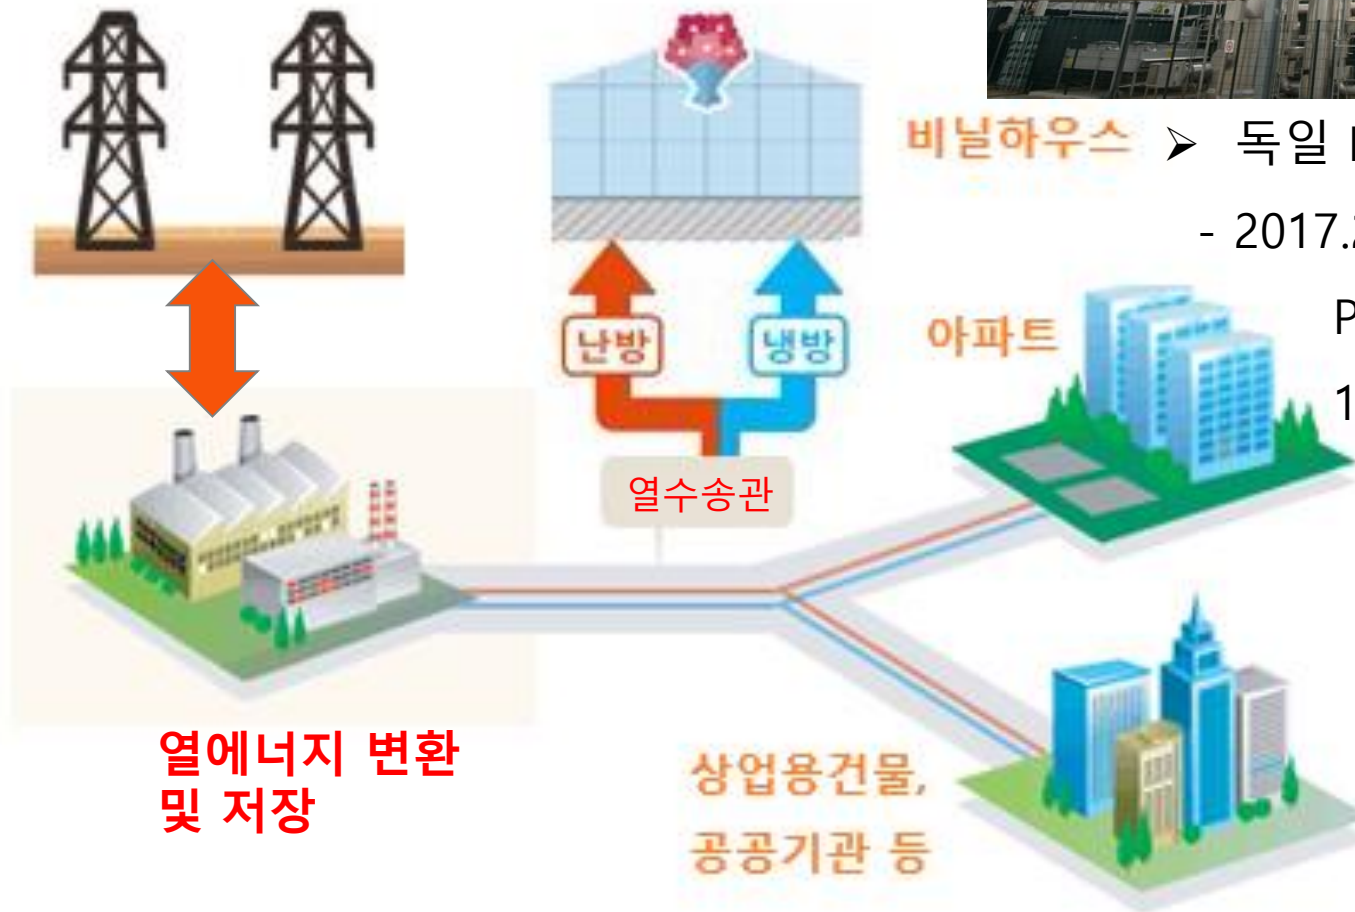 비닐하우스
➢ 독일
- 2017.2
P
1
난방
냉방
아파트
열수송관
열에너지 변환
및 저장
상업용건물,
공공기관 등